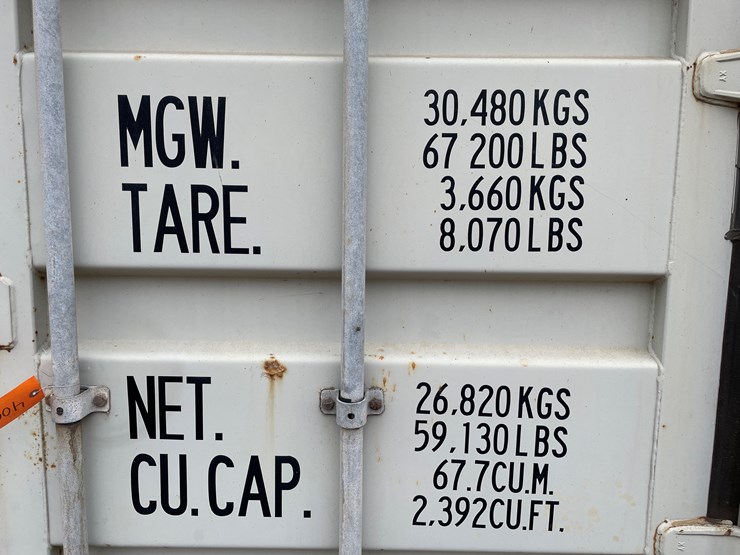 MGW. 30,480 KGS
67 200 LBS
TARE. 3,660 KGS
8,070 LBS
NET. 26,820 KGS
59,130 LBS
CU. CAP. 67.7 CU.M.
2,392 CU.FT.